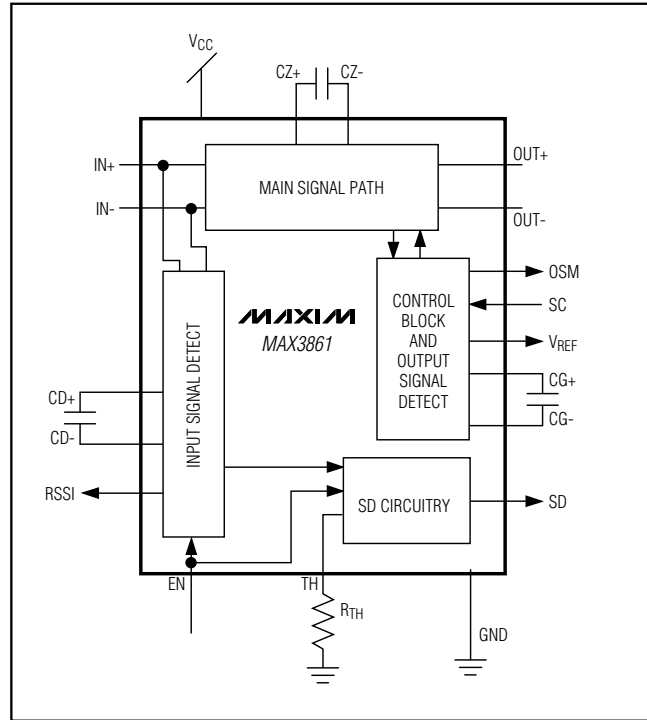 VCC
CZ+
CZ-
IN+
IN-
MAIN SIGNAL PATH
OUT+
OUT-
INPUT SIGNAL DETECT
MAXIM
MAX3861
CONTROL
BLOCK
AND
OUTPUT
SIGNAL
DETECT
OSM
SC
VREF
CG+
CG-
CD+
CD-
RSSI
SD CIRCUITRY
SD
EN
TH
RTH
GND